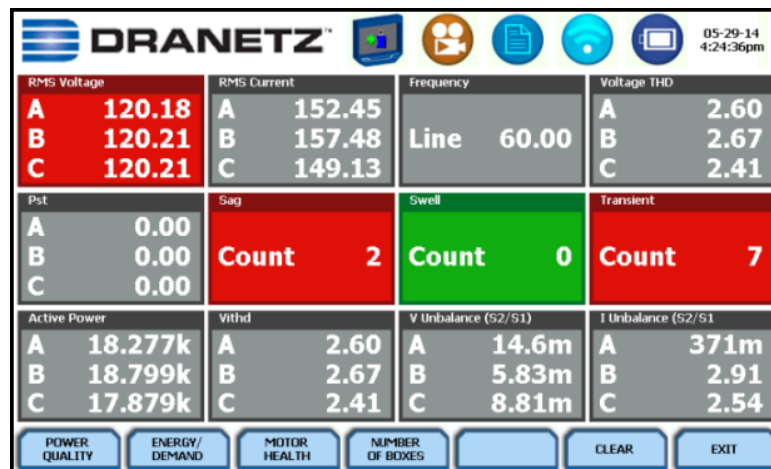 DRANETZ
05-29-14
4:24:36pm
RMS Voltage
A 120.18
B 120.21
C 120.21
RMS Current
A 152.45
B 157.48
C 149.13
Frequency
Line 60.00
Voltage THD
A 2.60
B 2.67
C 2.41
Pst
A 0.00
B 0.00
C 0.00
Sag
Count 2
Swell
Count 0
Transient
Count 7
Active Power
A 18.277k
B 18.799k
C 17.879k
Vithd
A 2.60
B 2.67
C 2.41
V Unbalance (S2/S1)
A 14.6m
B 5.83m
C 8.81m
I Unbalance (S2/S1
A 371m
B 2.91
C 2.54
POWER
QUALITY
ENERGY/
DEMAND
MOTOR
HEALTH
NUMBER
OF BOXES
CLEAR
EXIT